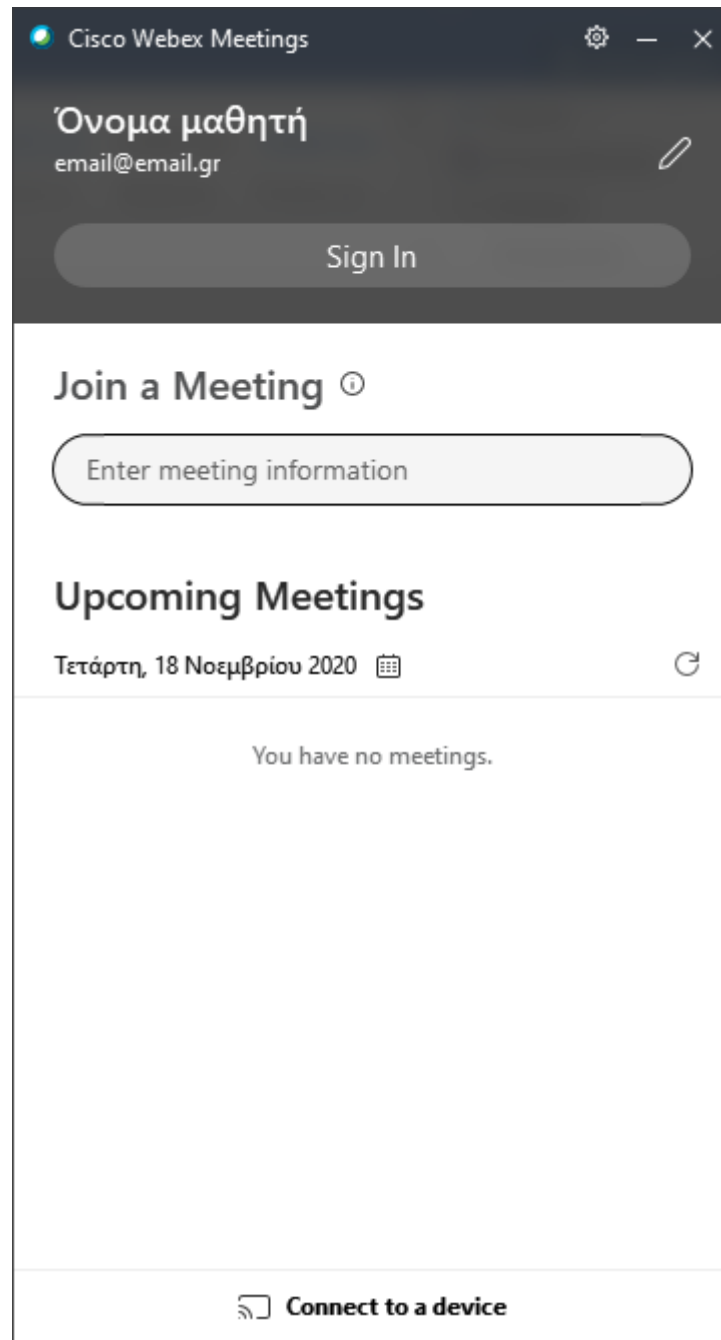 Cisco Webex Meetings
Όνομα μαθητή
email@email.gr
Sign In
Join a Meeting
Enter meeting information
Upcoming Meetings
Τετάρτη, 18 Νοεμβρίου 2020
You have no meetings.
Connect to a device